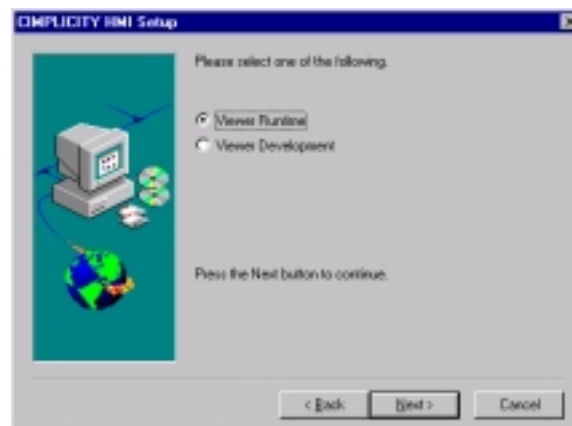 CIMPLICITY HMI Setup
Please select one of the following.
Viewer Runtime
Viewer Development
Press the Next button to continue.
< Back
Next >
Cancel